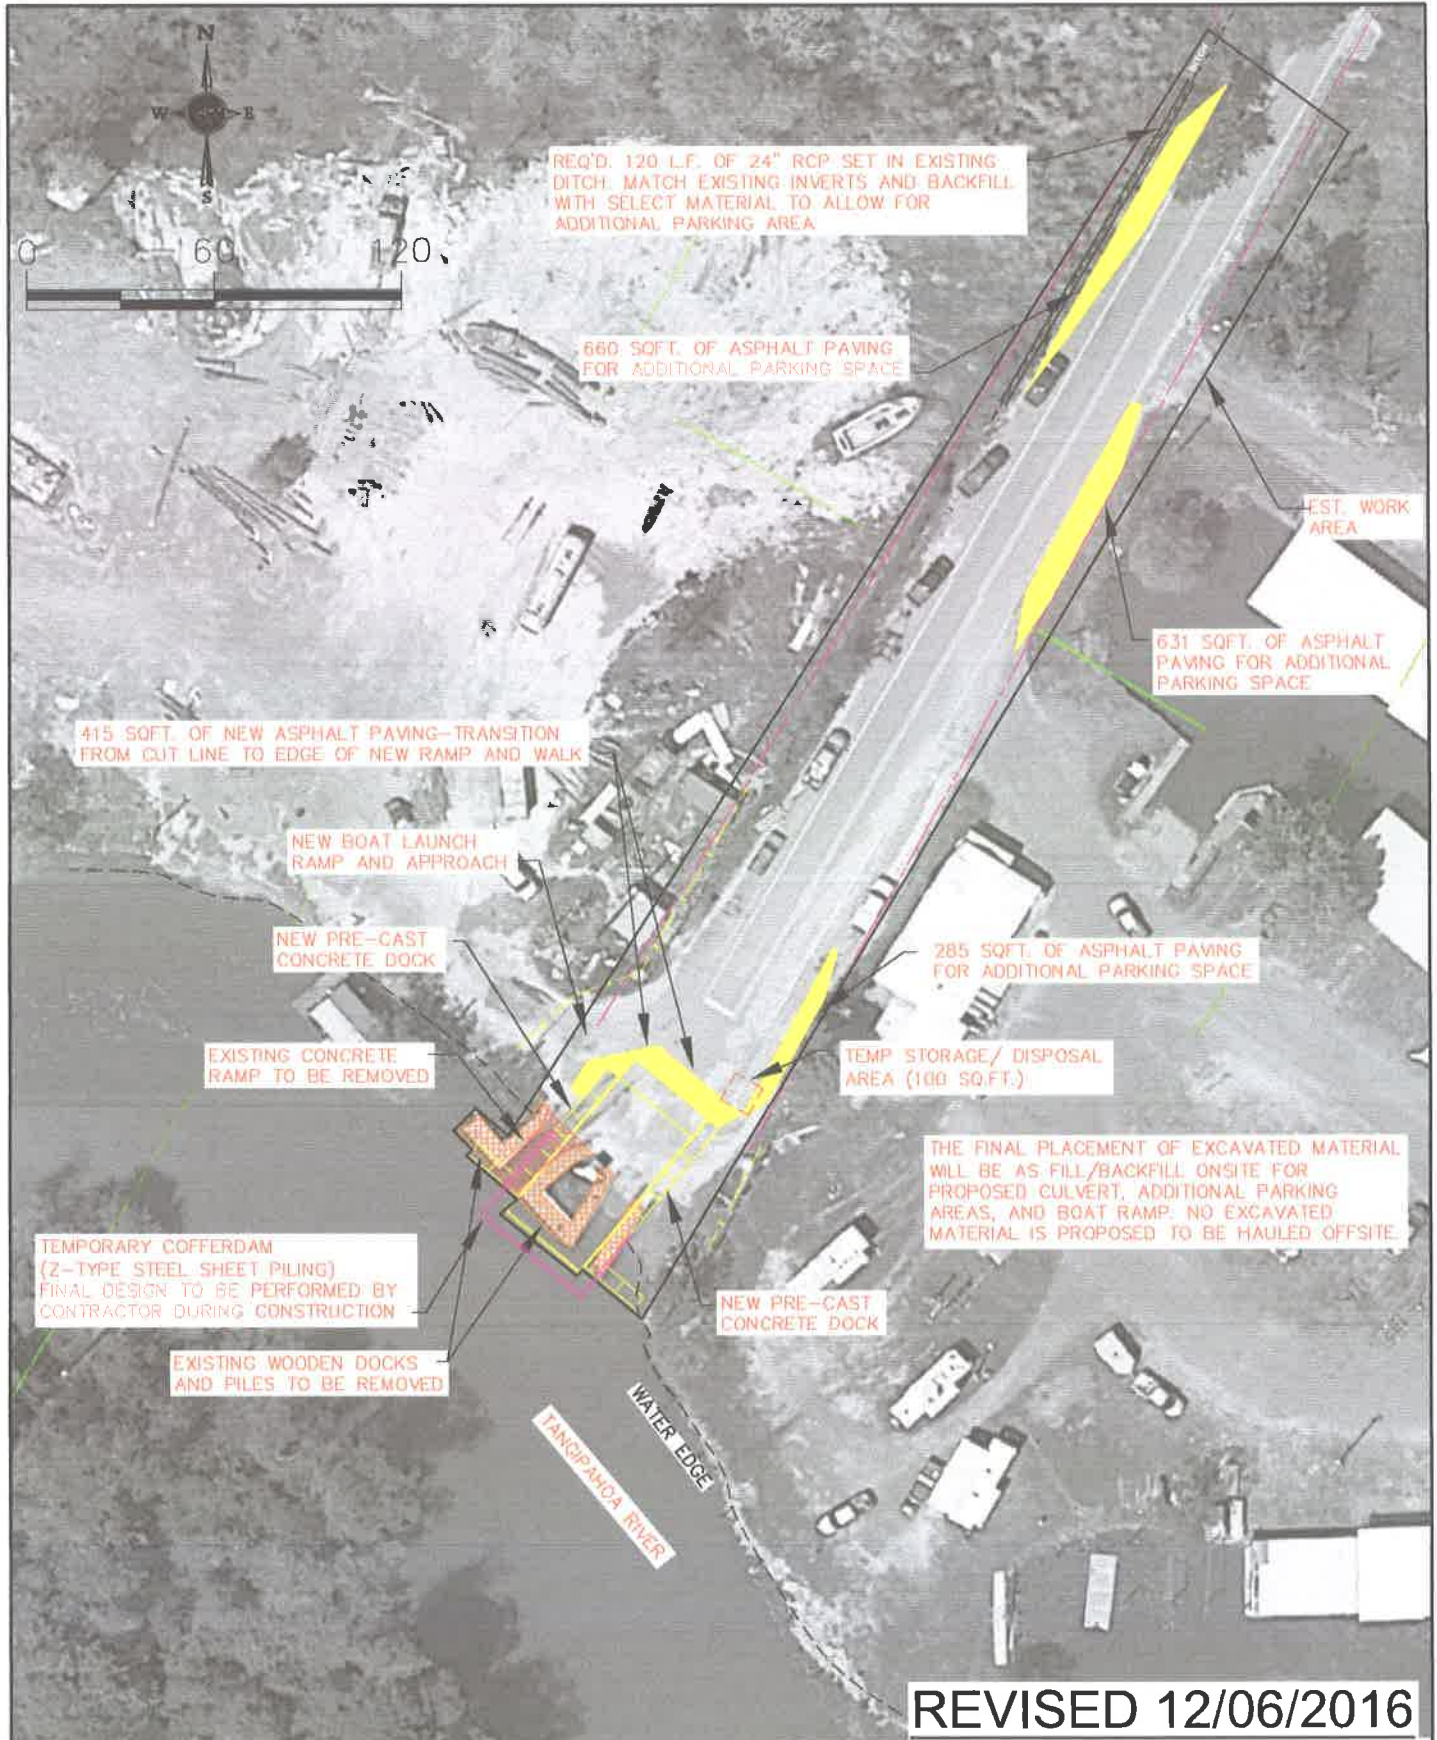 N
W E
S
0 60 120
REQ'D. 120 L.F. OF 24" RCP SET IN EXISTING
DITCH. MATCH EXISTING INVERTS AND BACKFILL
WITH SELECT MATERIAL TO ALLOW FOR
ADDITIONAL PARKING AREA
660 SQFT. OF ASPHALT PAVING
FOR ADDITIONAL PARKING SPACE
EST. WORK
AREA
631 SQFT. OF ASPHALT
PAVING FOR ADDITIONAL
PARKING SPACE
415 SQFT. OF NEW ASPHALT PAVING-TRANSITION
FROM CUT LINE TO EDGE OF NEW RAMP AND WALK
NEW BOAT LAUNCH
RAMP AND APPROACH
NEW PRE-CAST
CONCRETE DOCK
285 SQFT. OF ASPHALT PAVING
FOR ADDITIONAL PARKING SPACE
EXISTING CONCRETE
RAMP TO BE REMOVED
TEMP STORAGE/ DISPOSAL
AREA (100 SQ.FT.)
THE FINAL PLACEMENT OF EXCAVATED MATERIAL
WILL BE AS FILL/BACKFILL ONSITE FOR
PROPOSED CULVERT, ADDITIONAL PARKING
AREAS, AND BOAT RAMP. NO EXCAVATED
MATERIAL IS PROPOSED TO BE HAULED OFFSITE.
TEMPORARY COFFERDAM
(Z-TYPE STEEL SHEET PILING)
FINAL DESIGN TO BE PERFORMED BY
CONTRACTOR DURING CONSTRUCTION
NEW PRE-CAST
CONCRETE DOCK
EXISTING WOODEN DOCKS
AND PILES TO BE REMOVED
WATER EDGE
TANGIPAHOA RIVER
REVISED 12/06/2016